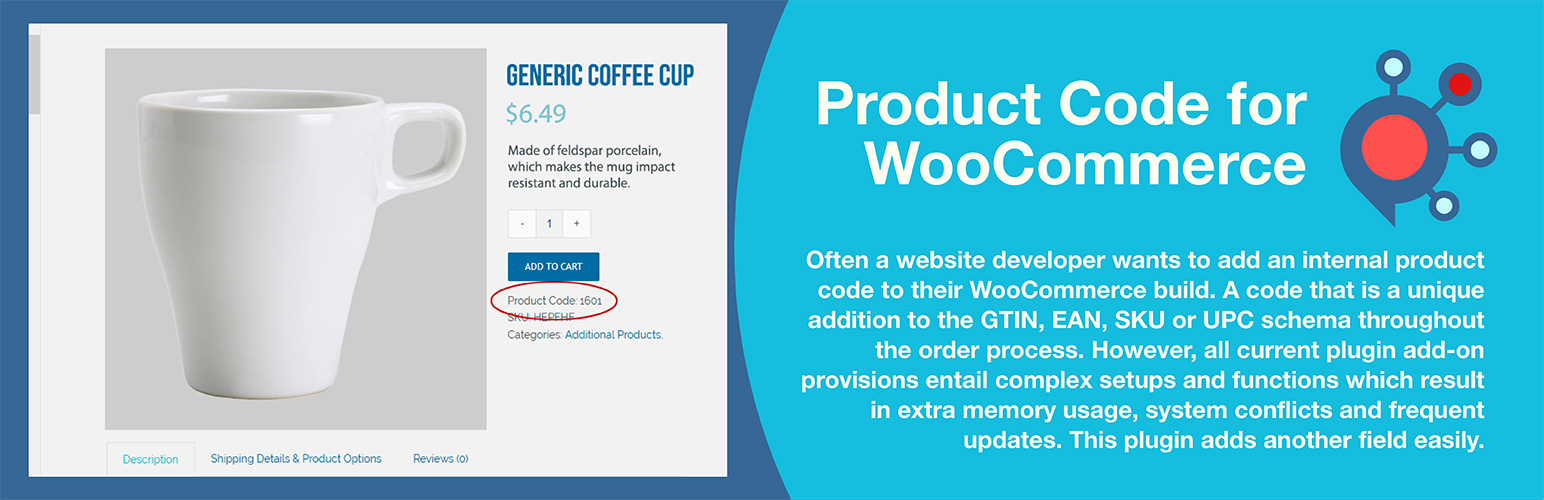 GENERIC COFFEE CUP
$6.49
Made of feldspar porcelain,
which makes the mug impact
resistant and durable.
- 1 +
ADD TO CART
Product Code: 1601
SKU: HEPFHF
Categories: Additional Products.
Description Shipping Details & Product Options Reviews (0)
Product Code for
WooCommerce
Often a website developer wants to add an internal product
code to their WooCommerce build. A code that is a unique
addition to the GTIN, EAN, SKU or UPC schema throughout
the order process. However, all current plugin add-on
provisions entail complex setups and functions which result
in extra memory usage, system conflicts and frequent
updates. This plugin adds another field easily.